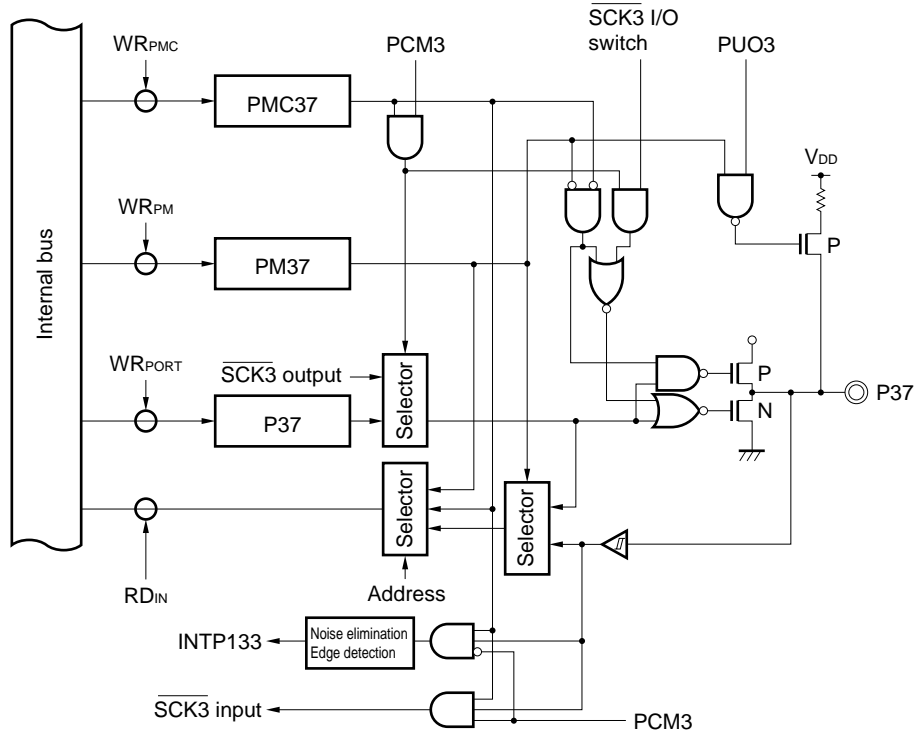 WRPMC
PCM3
SCK3 I/O
switch
PUO3
PMC37
VDD
WRPM
P
PM37
Internal bus
WRPORT
SCK3 output
Selector
P
P37
N
P37
Selector
Selector
RDIN
Address
INTP133
Noise elimination
Edge detection
SCK3 input
PCM3